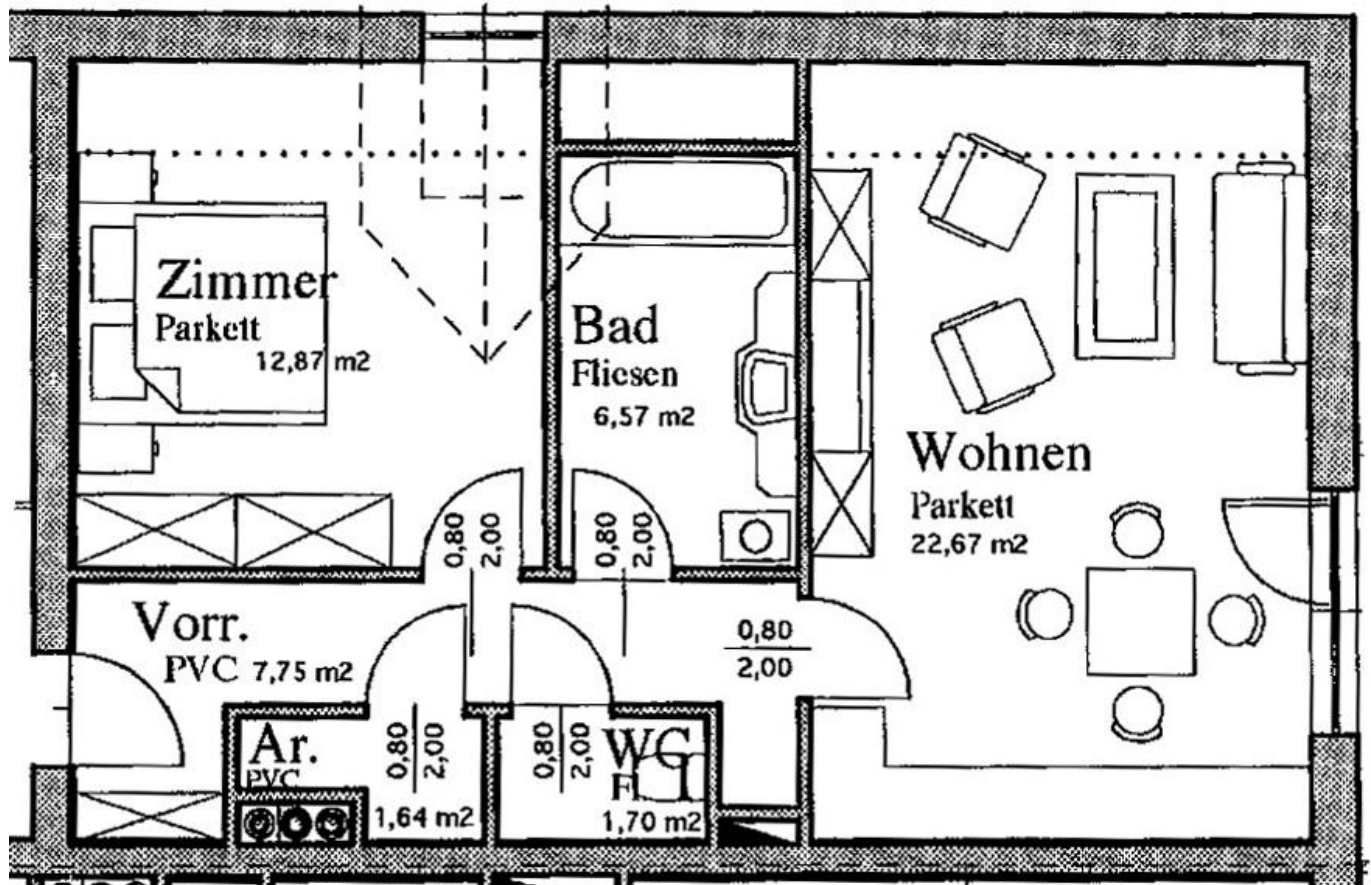 Zimmer
Parkett
12,87 m2
Bad
Fliesen
6,57 m2
Wohnen
Parkett
22,67 m2
0,80
2,00
0,80
2,00
Vorr.
PVC 7,75 m2
0,80
2,00
Ar.
PVC
0,80
2,00
1,64 m2
0,80
2,00
WC
1,70 m2